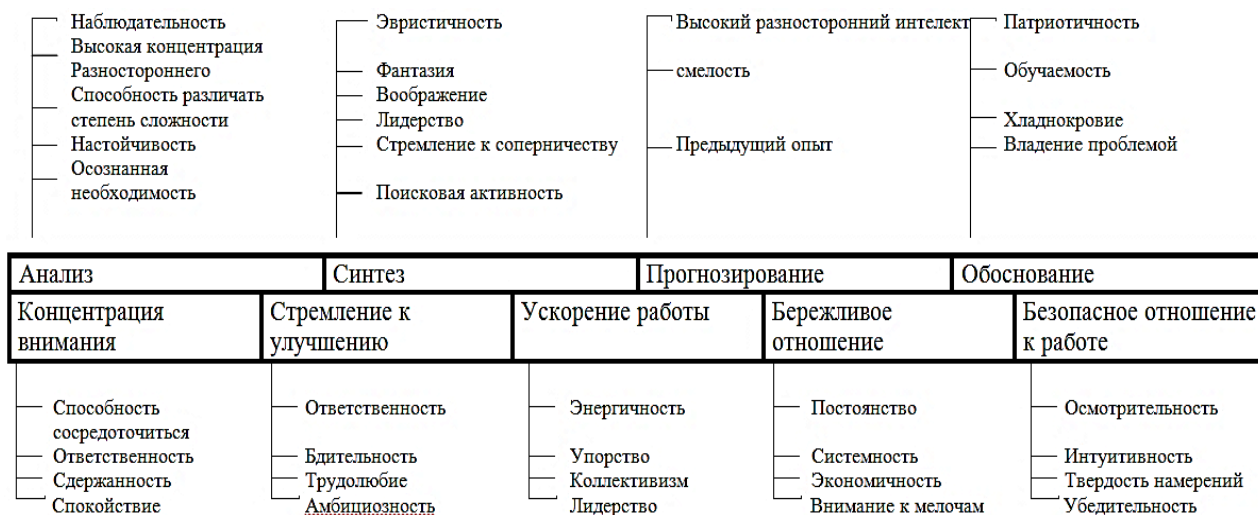 Наблюдательность
Высокая концентрация
Разностороннего
Способность различать
степень сложности
Настойчивость
Осознанная
необходимость
Эвристичность
Фантазия
Воображение
Лидерство
Стремление к соперничеству
Поисковая активность
Высокий разносторонний интелект
смелость
Предыдущий опыт
Патриотичность
Обучаемость
Хладнокровие
Владение проблемой
Анализ
Синтез
Прогнозирование
Обоснование
Концентрация
внимания
Стремление к
улучшению
Ускорение работы
Бережливое
отношение
Безопасное отношение
к работе
Способность
сосредоточиться
Ответственность
Сдержанность
Спокойствие
Ответственность
Бдительность
Трудолюбие
Амбициозность
Энергичность
Упорство
Коллективизм
Лидерство
Постоянство
Системность
Экономичность
Внимание к мелочам
Осмотрительность
Интуитивность
Твердость намерений
Убедительность